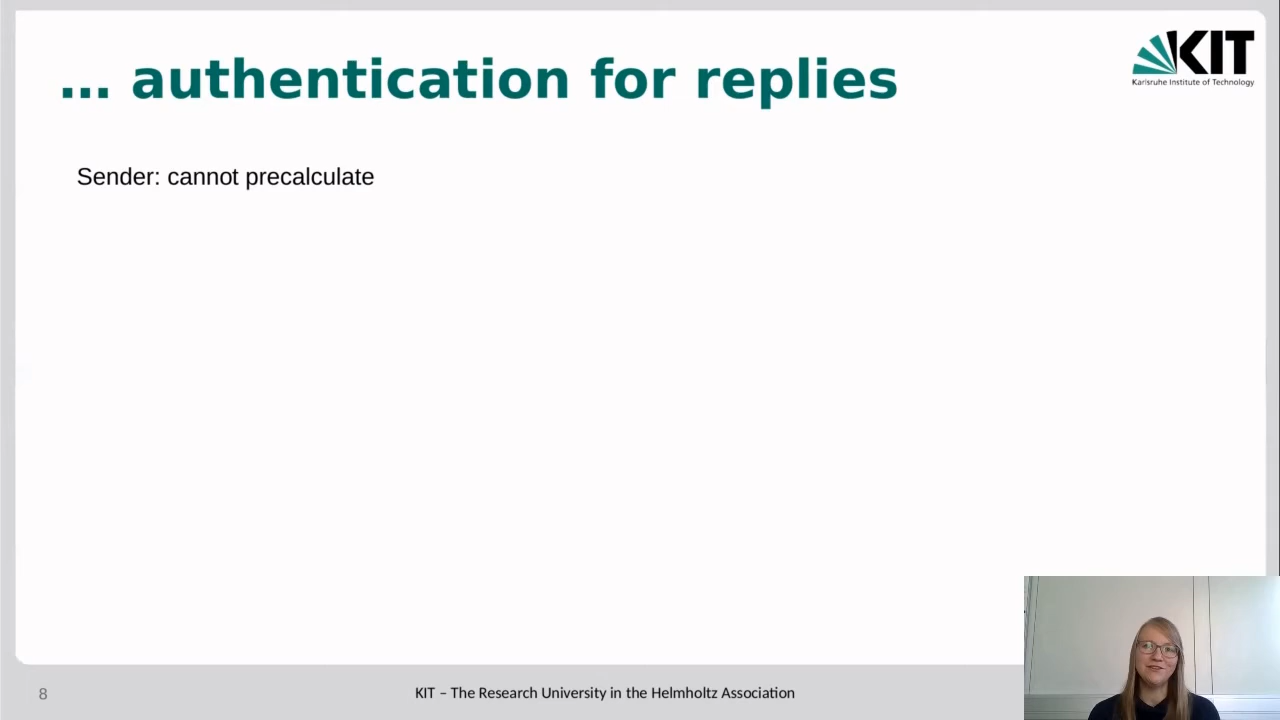 … authentication for replies
KIT
Karlsruhe Institute of Technology
Sender: cannot precalculate
8
KIT – The Research University in the Helmholtz Association